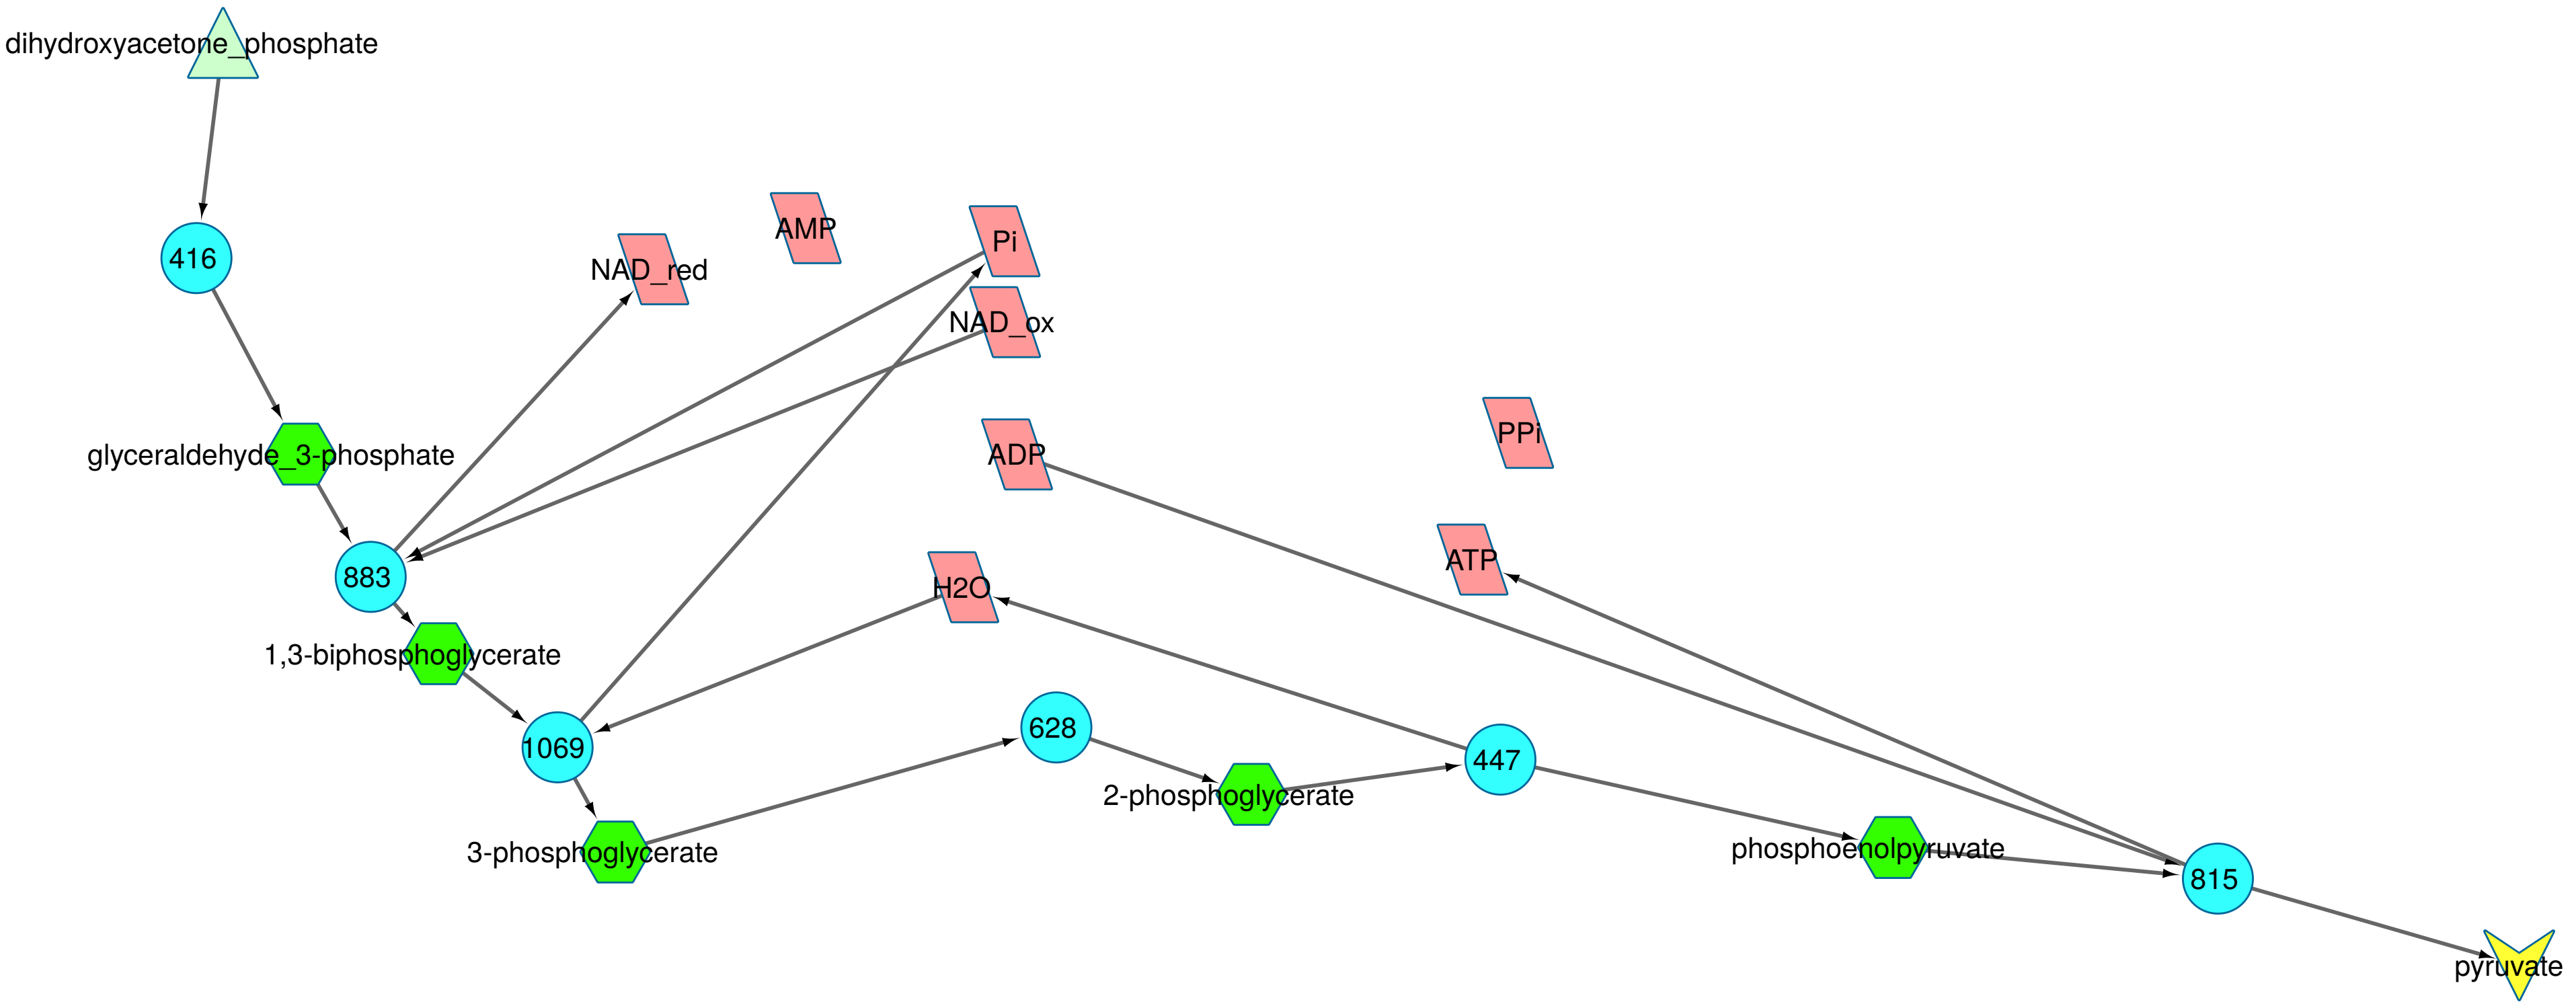 dihydroxyacetone_phosphate
416
AMP
Pi
NAD_red
NAD_ox
glyceraldehyde_3-phosphate
ADP
PPi
883
H2O
ATP
1,3-biphosphoglycerate
1069
628
447
2-phosphoglycerate
3-phosphoglycerate
phosphoenolpyruvate
815
pyruvate